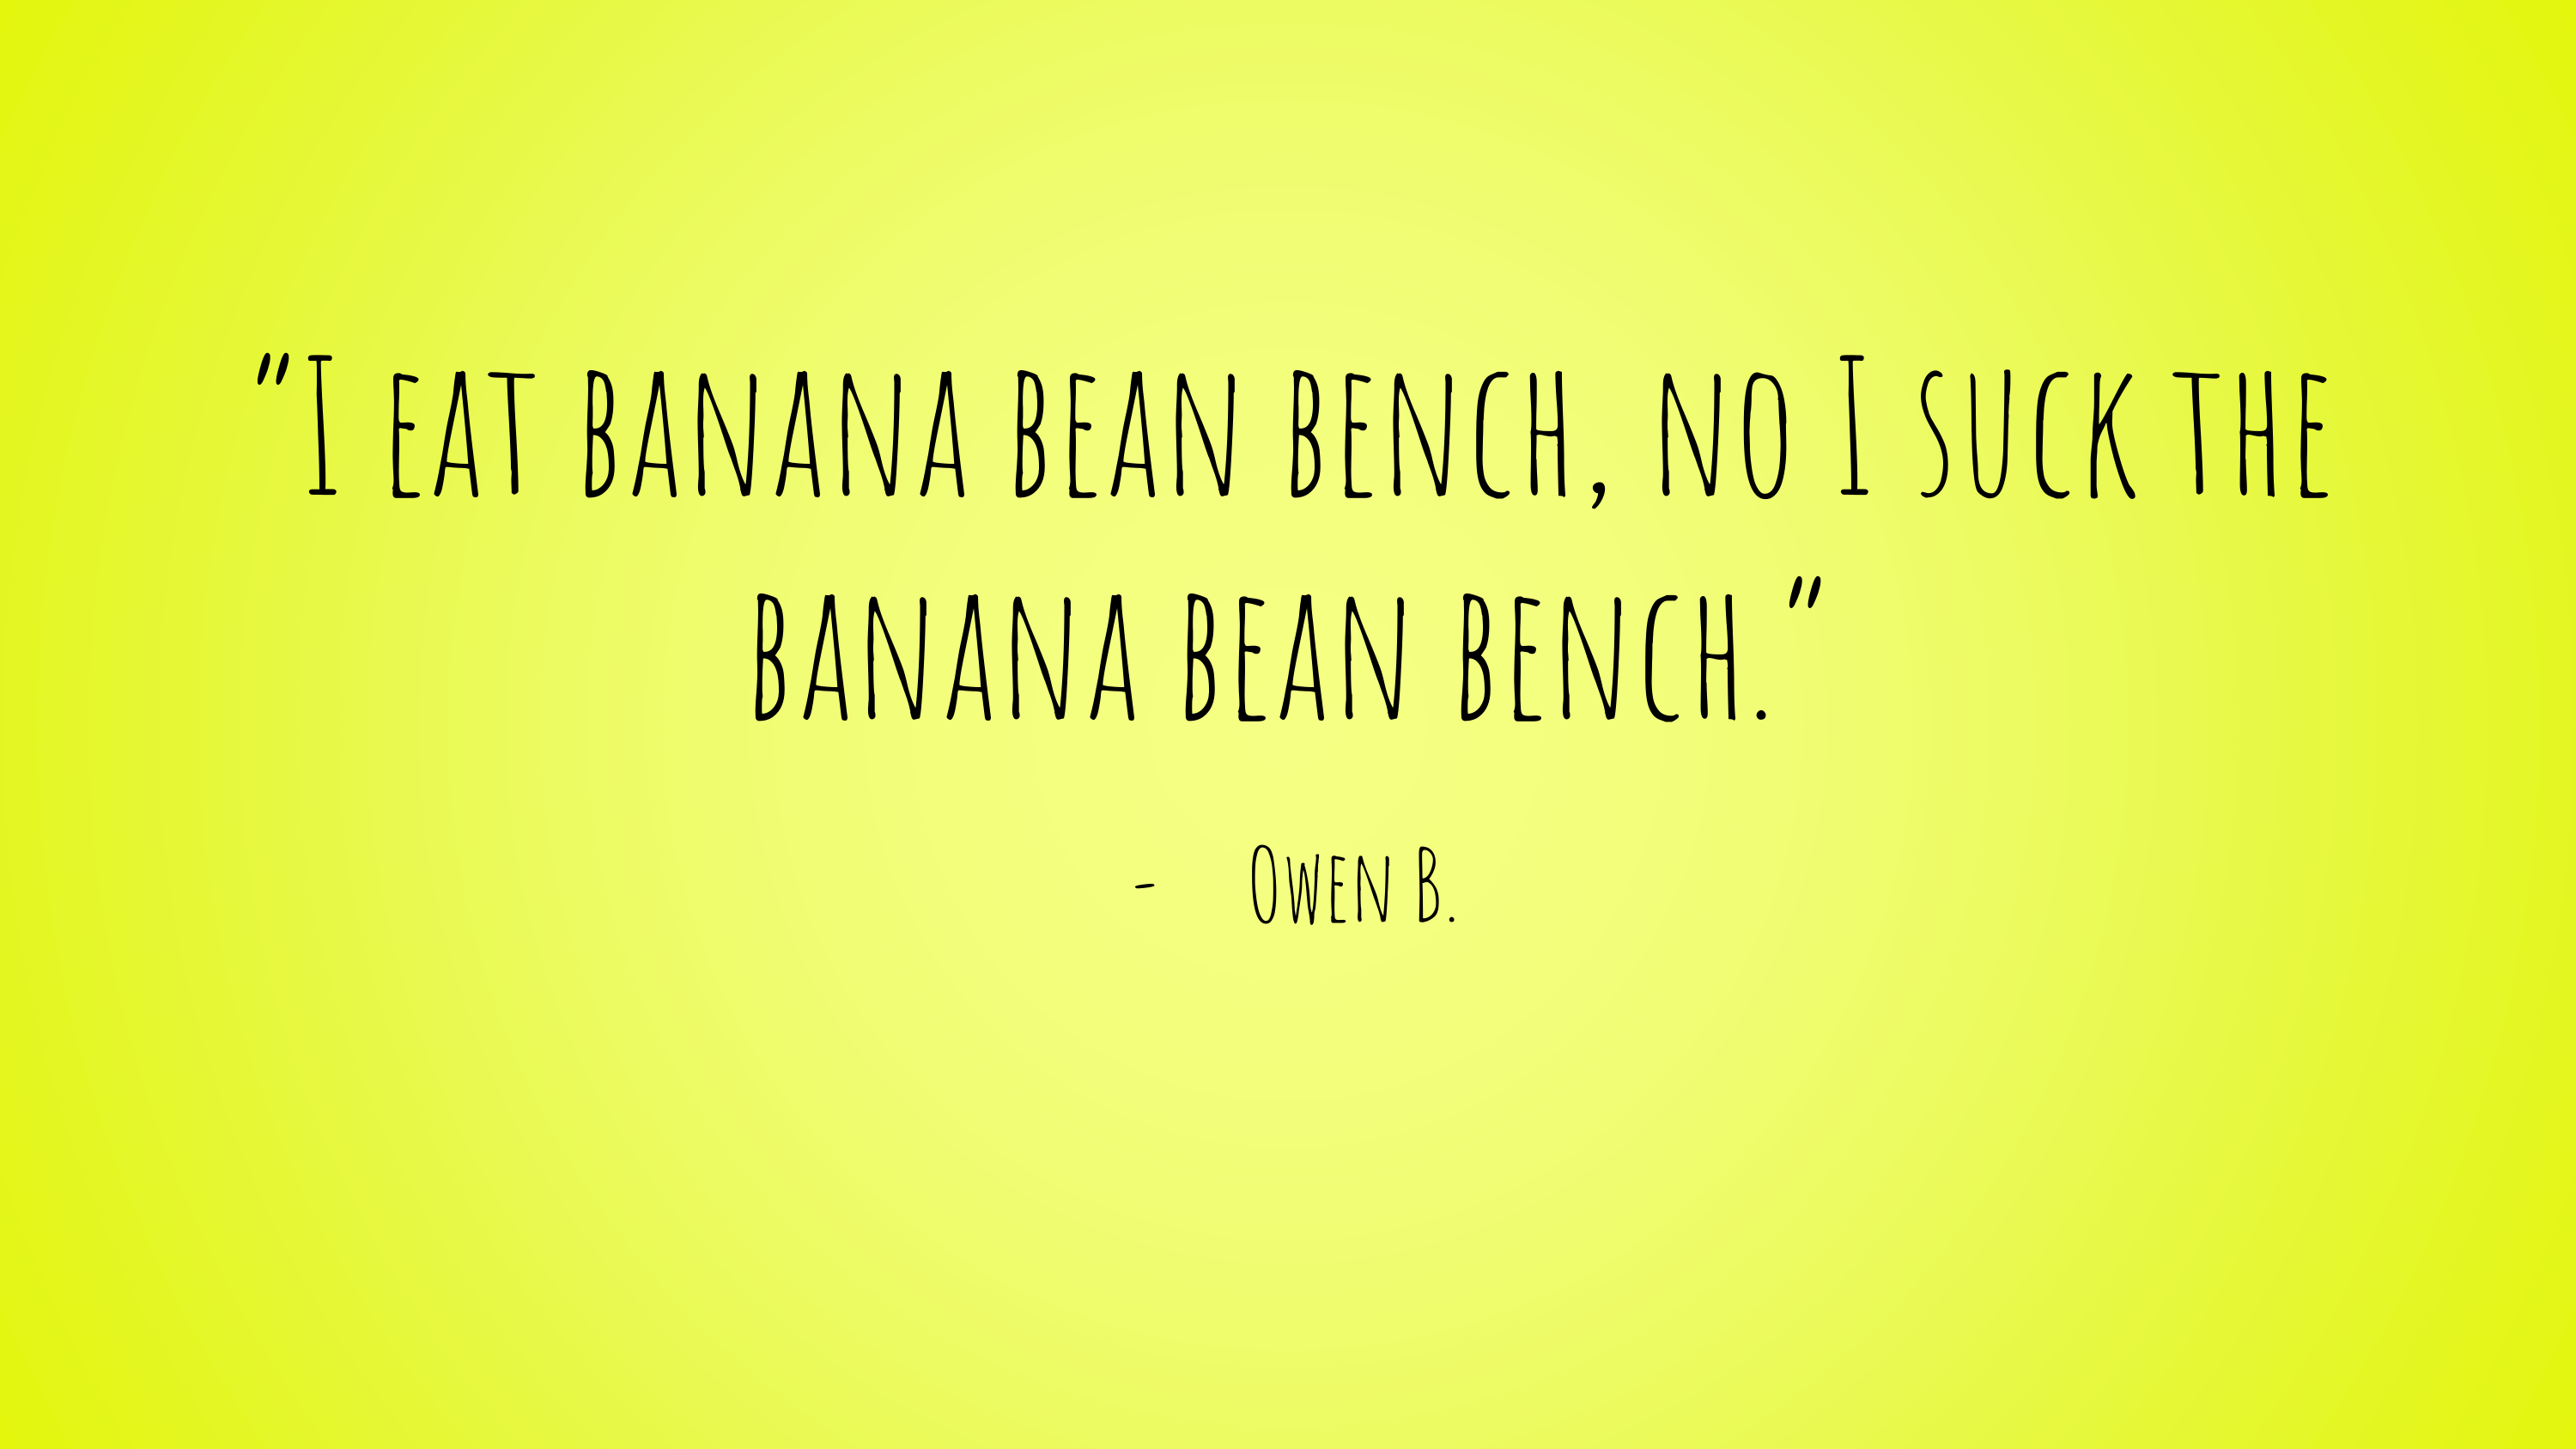 "I eat banana bean bench, no I suck the
banana bean bench."
- Owen B.